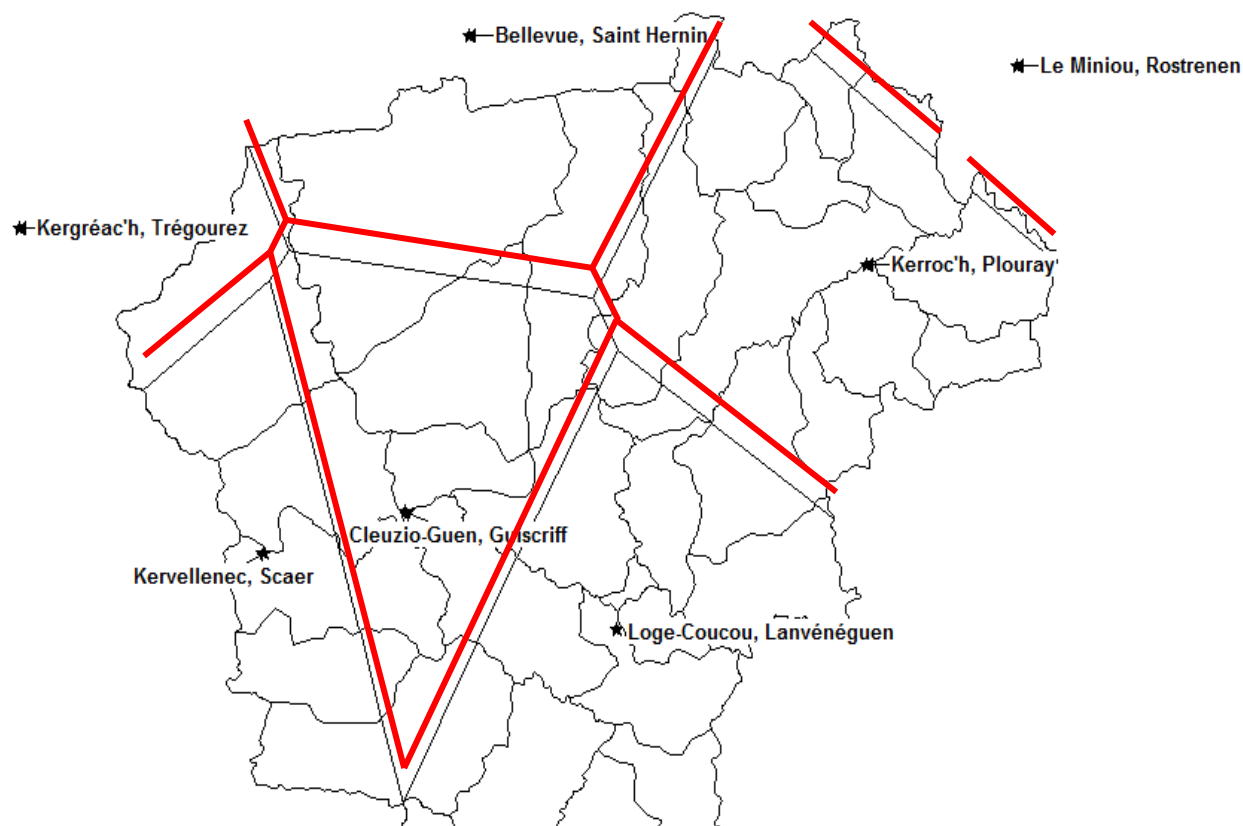 Bellevue, Saint Hernin
Le Miniou, Rostrenen
Kergréac'h, Trégourez
Kerroc'h, Plouray
Cleuzio-Guen, Guiscriff
Kervellenec, Scaer
Loge-Coucou, Lanvénéguen